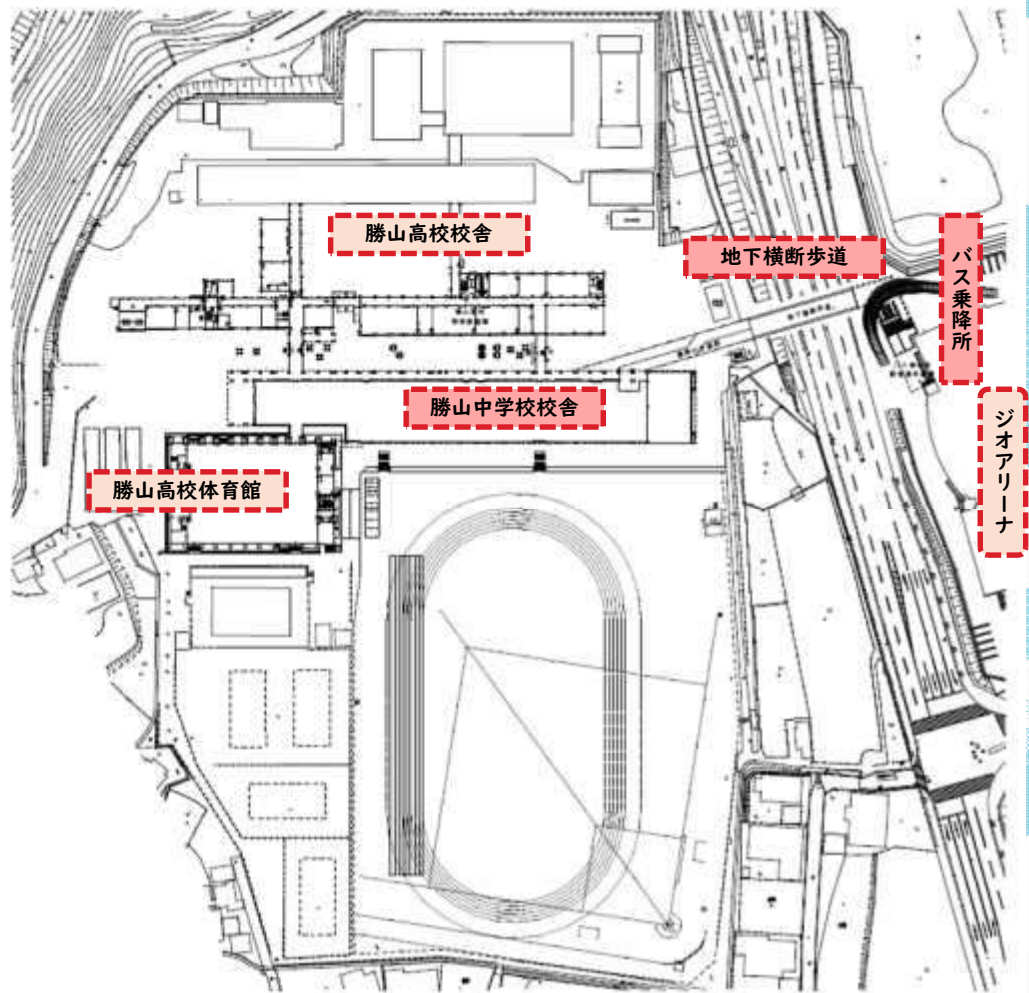 勝山高校校舎
地下横断歩道
バス乗降所
勝山中学校校舎
ジオアリーナ
勝山高校体育館